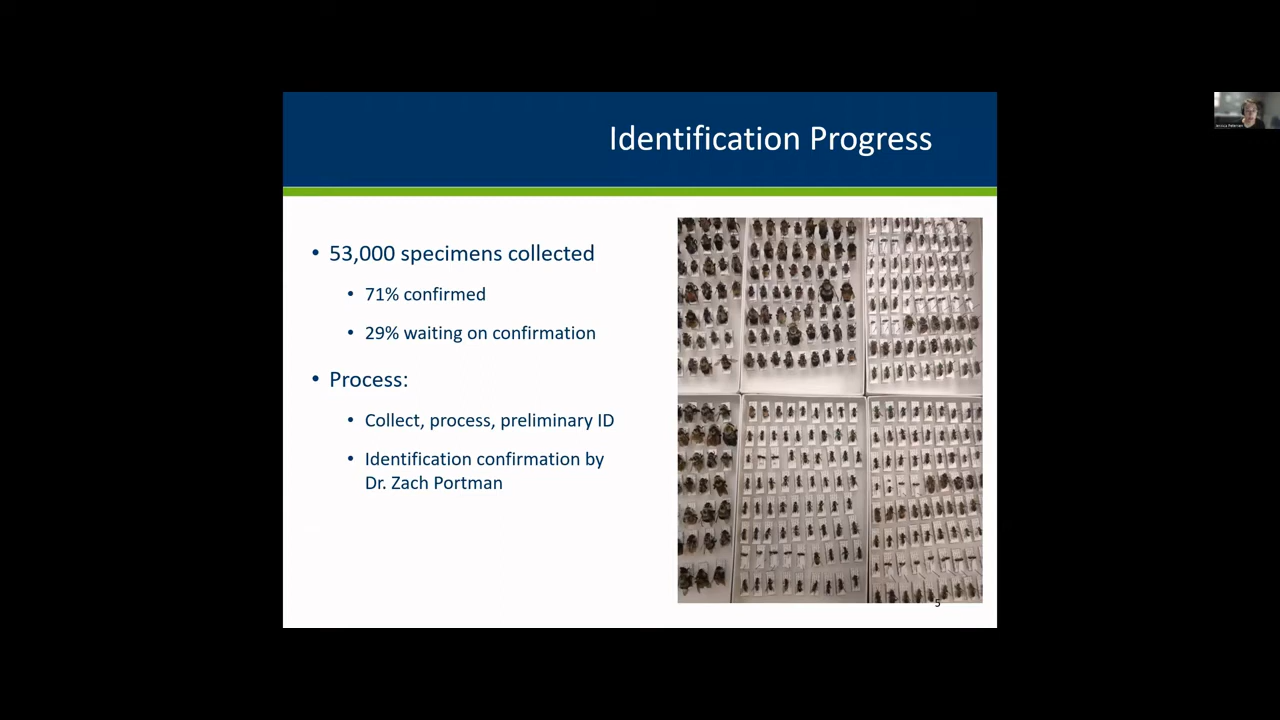 Identification Progress
• 53,000 specimens collected
• 71% confirmed
• 29% waiting on confirmation
• Process:
• Collect, process, preliminary ID
• Identification confirmation by
Dr. Zach Portman
5